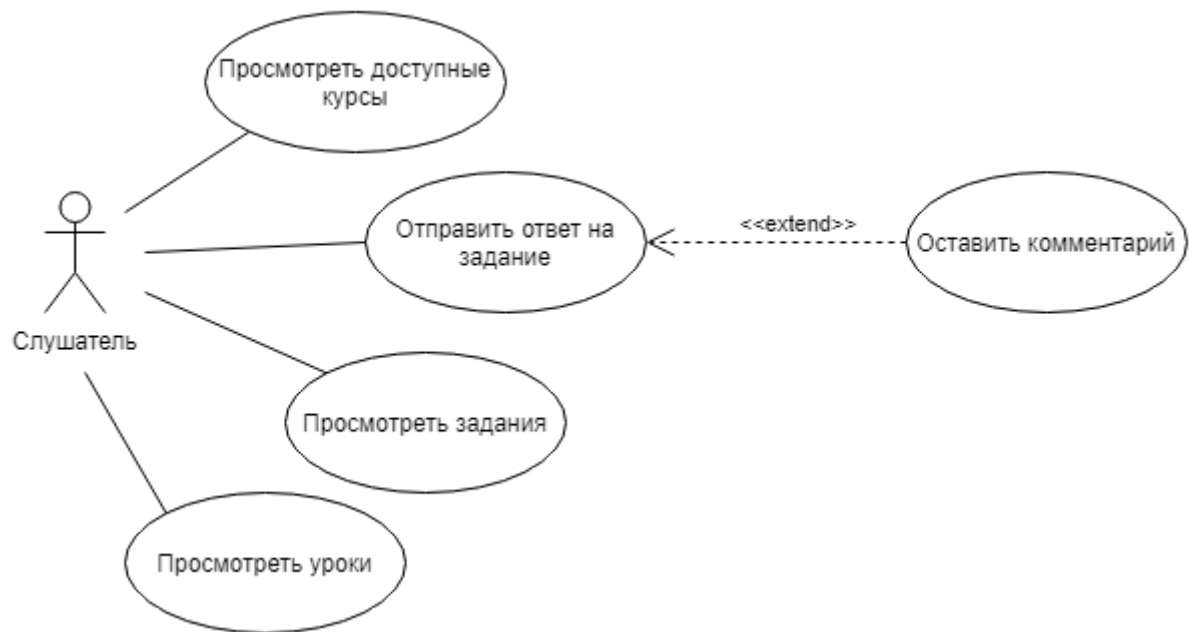 Просмотреть доступные
курсы
Отправить ответ на
задание
<<extend>>
Оставить комментарий
Слушатель
Просмотреть задания
Просмотреть уроки